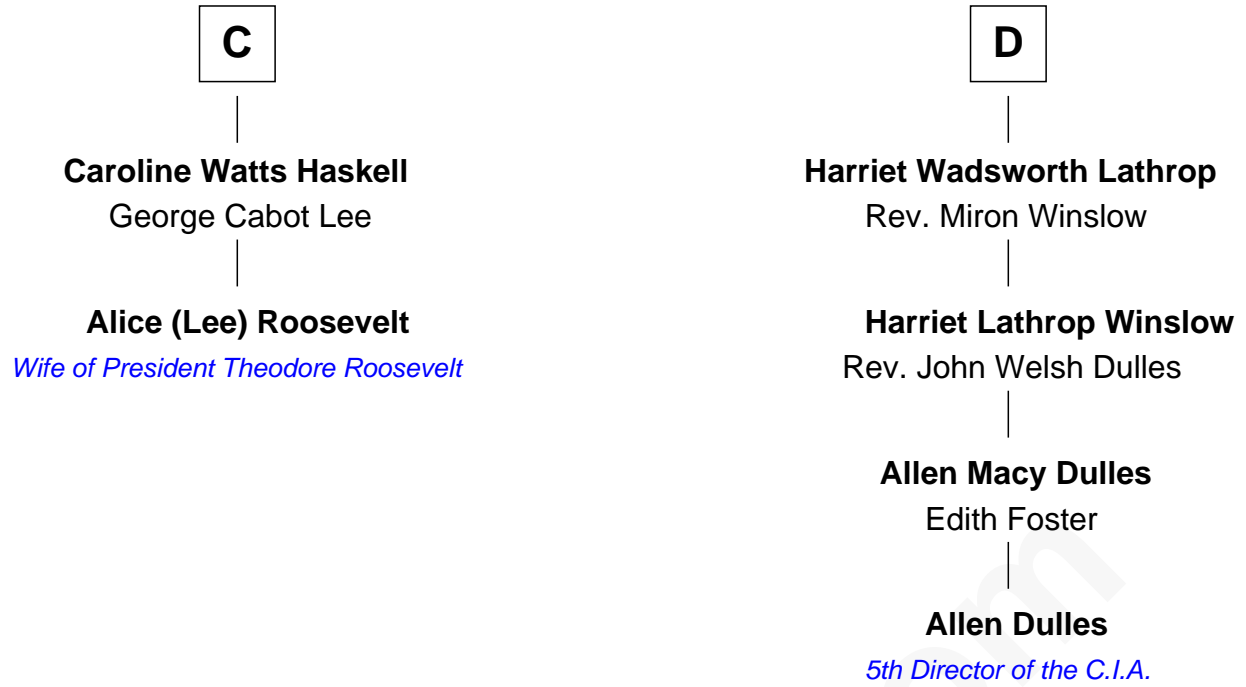 C
Caroline Watts Haskell
George Cabot Lee
Alice (Lee) Roosevelt
Wife of President Theodore Roosevelt
D
Harriet Wadsworth Lathrop
Rev. Miron Winslow
Harriet Lathrop Winslow
Rev. John Welsh Dulles
Allen Macy Dulles
Edith Foster
Allen Dulles
5th Director of the C.I.A.